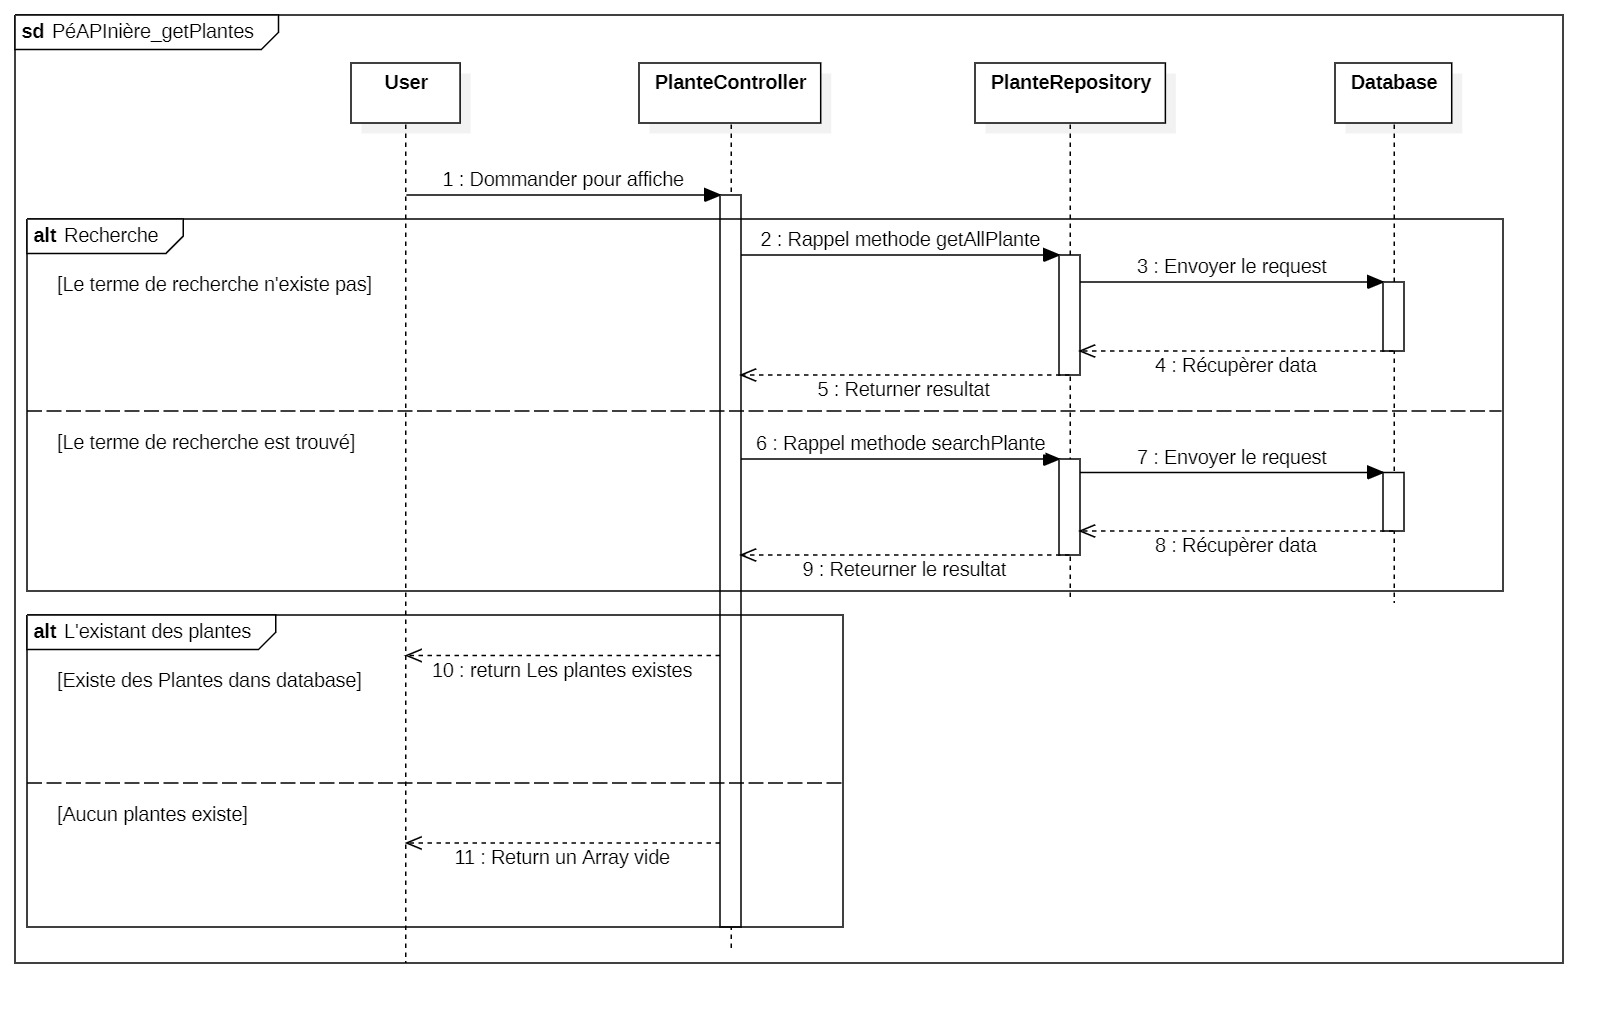 sd PéAPInière_getPlantes
User
PlanteController
PlanteRepository
Database
1 : Dommander pour affiche
alt Recherche
2 : Rappel methode getAllPlante
3 : Envoyer le request
[Le terme de recherche n'existe pas]
4 : Récupèrer data
5 : Returner resultat
[Le terme de recherche est trouvé]
6 : Rappel methode searchPlante
7 : Envoyer le request
8 : Récupèrer data
9 : Reteurner le resultat
alt L'existant des plantes
10 : return Les plantes existes
[Existe des Plantes dans database]
[Aucun plantes existe]
11 : Return un Array vide